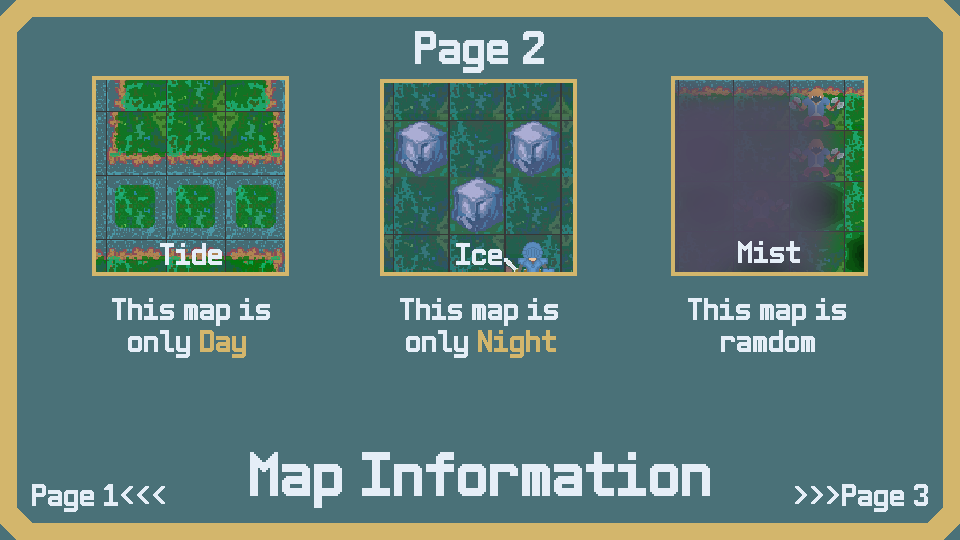 Page 2
Tide
Ice
Mist
This map is
only Day
This map is
only Night
This map is
ramdom
Map Information
Page 1<<<
>>>Page 3